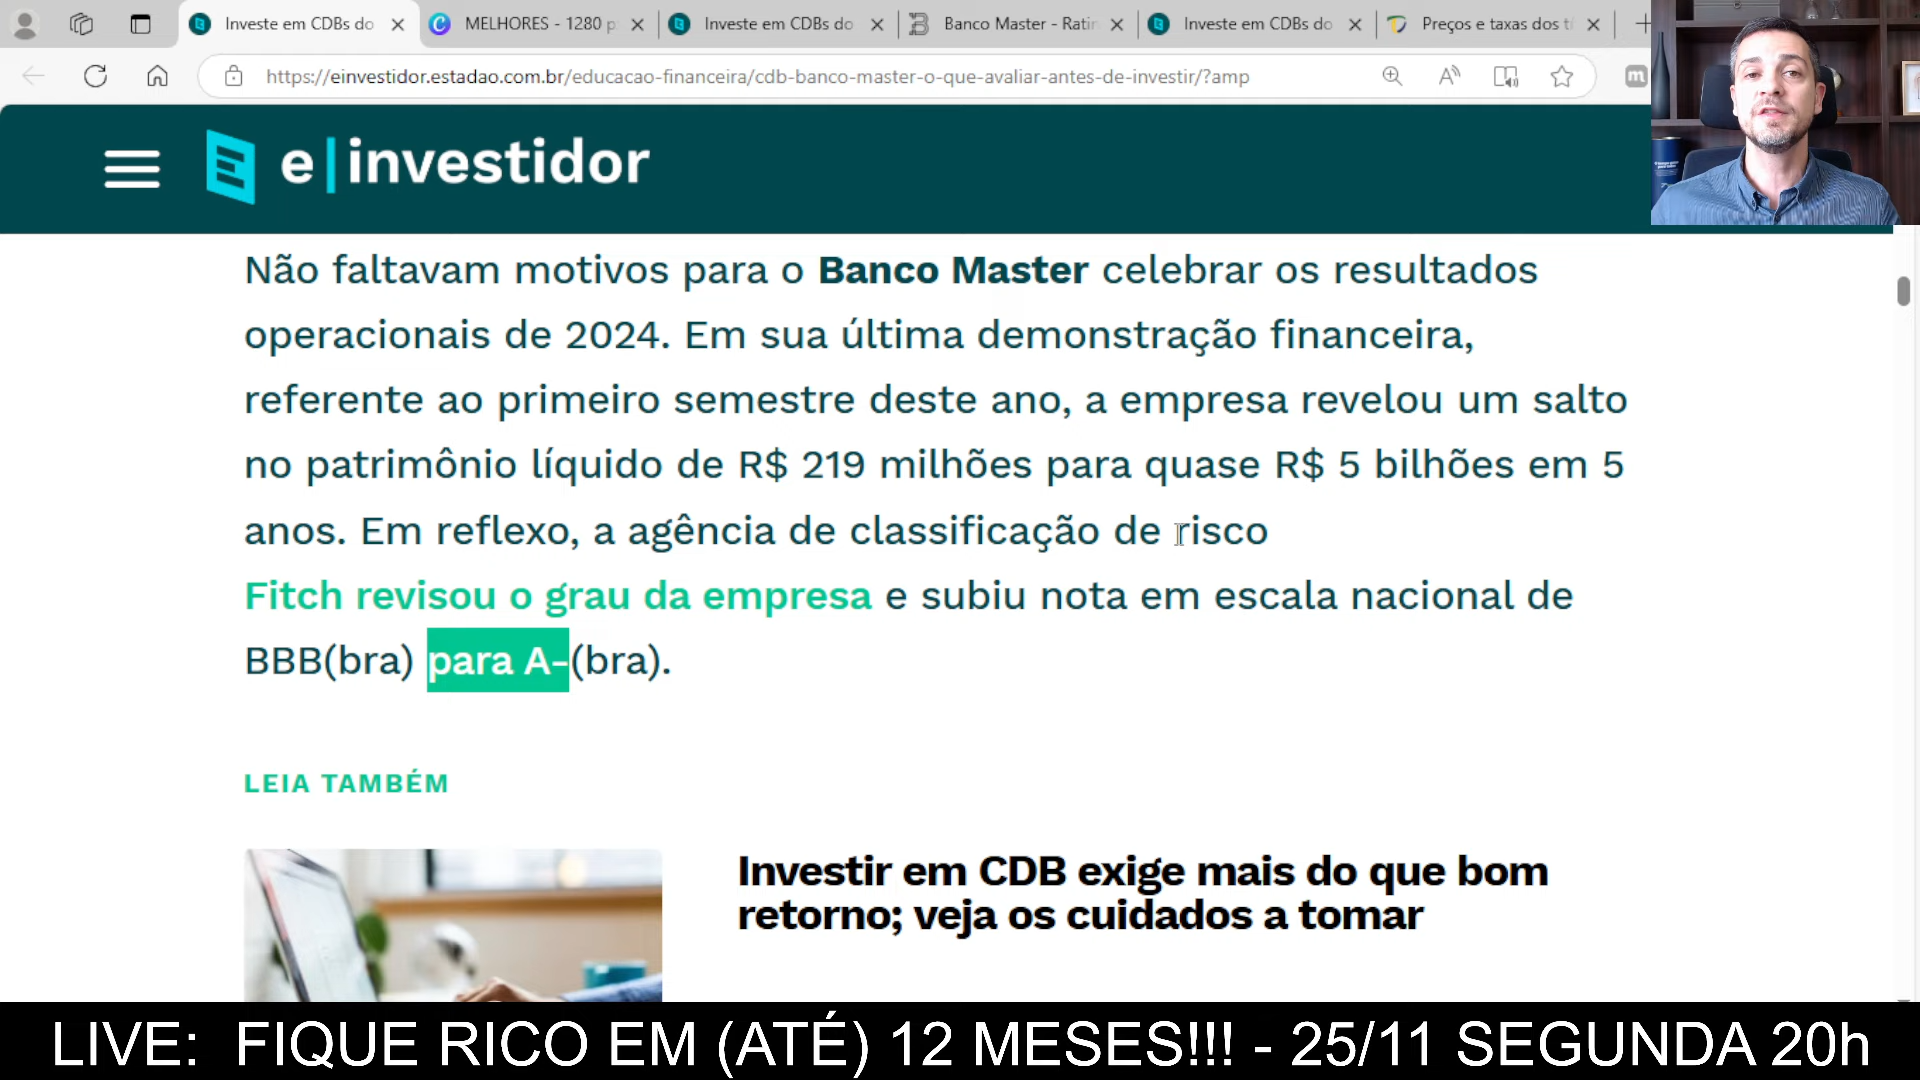 Investe em CDBs do
MELHORES - 1280 p
Investe em CDBs do
Banco Master - Ratin
Investe em CDBs do
Preços e taxas dos tí
https://einvestidor.estadao.com.br/educacao-financeira/cdb-banco-master-o-que-avaliar-antes-de-investir/?amp
e|investidor
Não faltavam motivos para o Banco Master celebrar os resultados
operacionais de 2024. Em sua última demonstração financeira,
referente ao primeiro semestre deste ano, a empresa revelou um salto
no patrimônio líquido de R$ 219 milhões para quase R$ 5 bilhões em 5
anos. Em reflexo, a agência de classificação de risco
Fitch revisou o grau da empresa e subiu nota em escala nacional de
BBB(bra) para A-(bra).
LEIA TAMBÉM
Investir em CDB exige mais do que bom
retorno; veja os cuidados a tomar
LIVE: FIQUE RICO EM (ATÉ) 12 MESES!!! - 25/11 SEGUNDA 20h